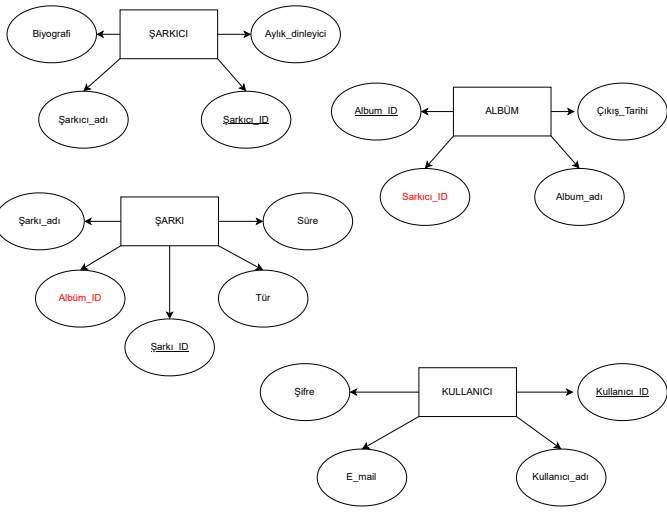 Biyografi
ŞARKICI
Aylık_dinleyici
Şarkıcı_adı
Şarkıcı_ID
Album_ID
ALBÜM
Çıkış_Tarihi
Sarkıcı_ID
Album_adı
Şarkı_adı
ŞARKI
Süre
Albüm_ID
Tür
Şarkı_ID
Şifre
KULLANICI
Kullanıcı_ID
E_mail
Kullanıcı_adı